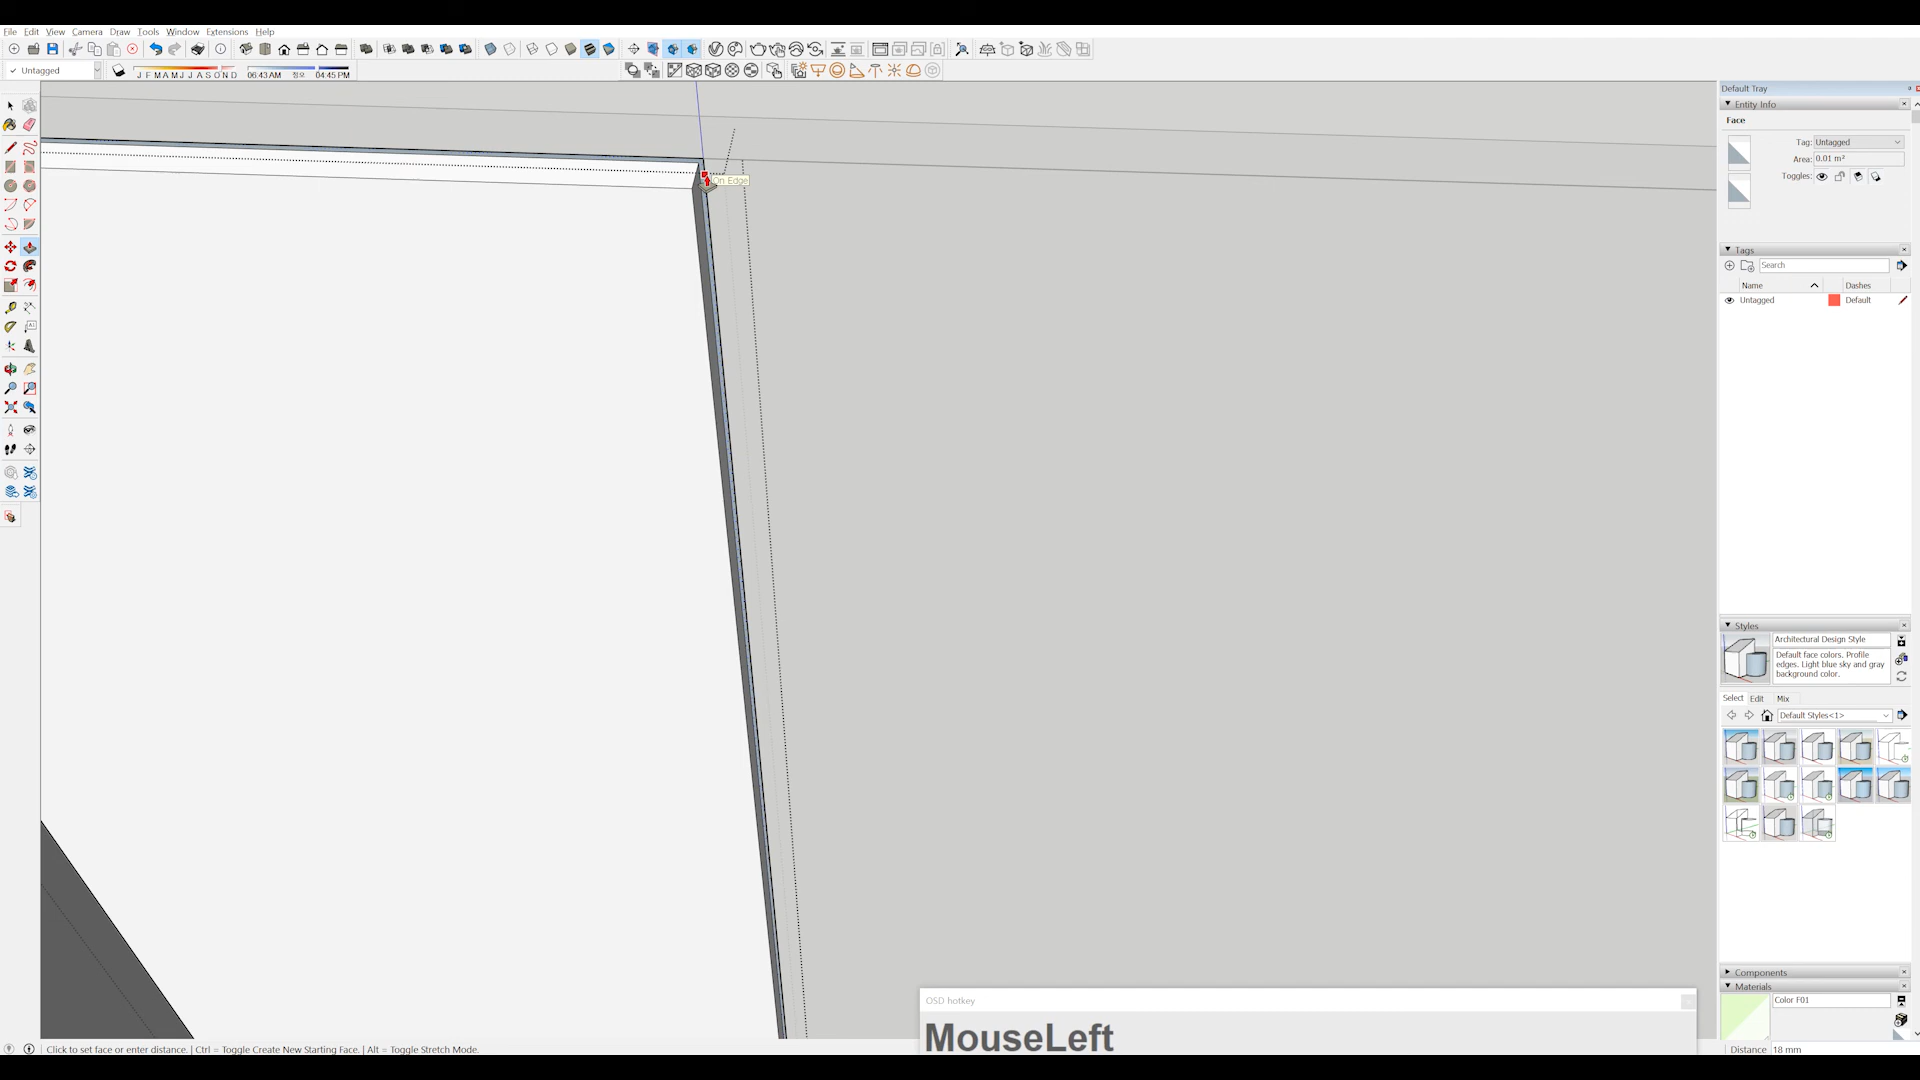 File Edit View Camera Draw Tools Window Extensions Help
Untagged
J F M A M J J A S O N D 06:43 AM 정오 04:45 PM
Default Tray
Entity Info
Face
Tag: Untagged
Area: 0.01 m²
Toggles:
On Edge
Tags
Search
Name Dashes
Untagged Default
Styles
Architectural Design Style
Default face colors. Profile
edges. Light blue sky and gray
background color.
Select Edit Mix
Default Styles<1>
Components
Materials
Color F01
OSD hotkey
MouseLeft
Click to set face or enter distance. | Ctrl = Toggle Create New Starting Face. | Alt = Toggle Stretch Mode.
Distance 18 mm